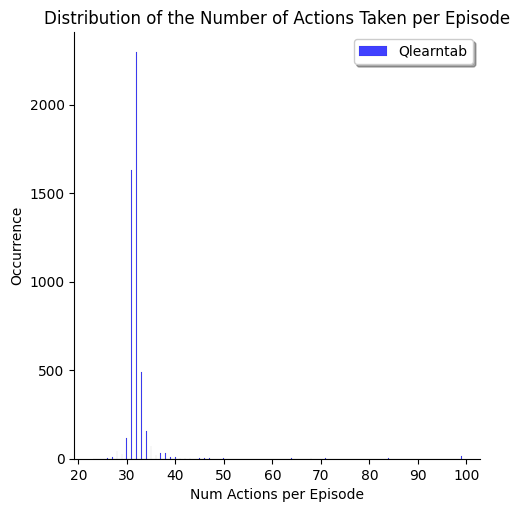 Distribution of the Number of Actions Taken per Episode
Qlearntab
2000
1500
1000
500
0
Occurrence
20 30 40 50 60 70 80 90 100
Num Actions per Episode